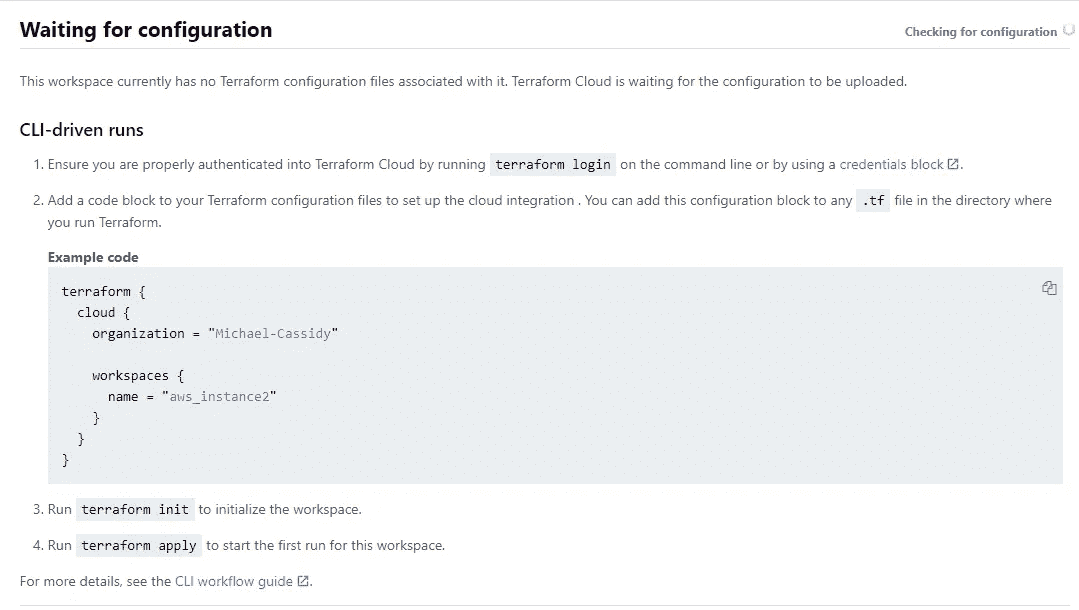 Waiting for configuration
Checking for configuration
This workspace currently has no Terraform configuration files associated with it. Terraform Cloud is waiting for the configuration to be uploaded.
CLI-driven runs
1. Ensure you are properly authenticated into Terraform Cloud by running terraform login on the command line or by using a credentials block.
2. Add a code block to your Terraform configuration files to set up the cloud integration . You can add this configuration block to any .tf file in the directory where
you run Terraform.
Example code
terraform {
  cloud {
    organization = "Michael-Cassidy"

    workspaces {
      name = "aws_instance2"
    }
  }
}
3. Run terraform init to initialize the workspace.
4. Run terraform apply to start the first run for this workspace.
For more details, see the CLI workflow guide.